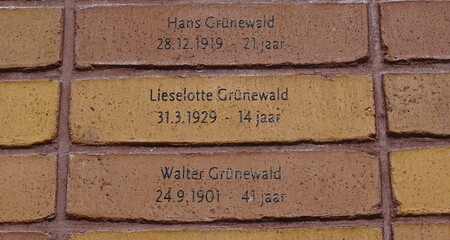 Hans Grünewald
28.12.1919 - 21 jaar
Lieselotte Grünewald
31.3.1929 - 14 jaar
Walter Grünewald
24.9.1901 - 41 jaar